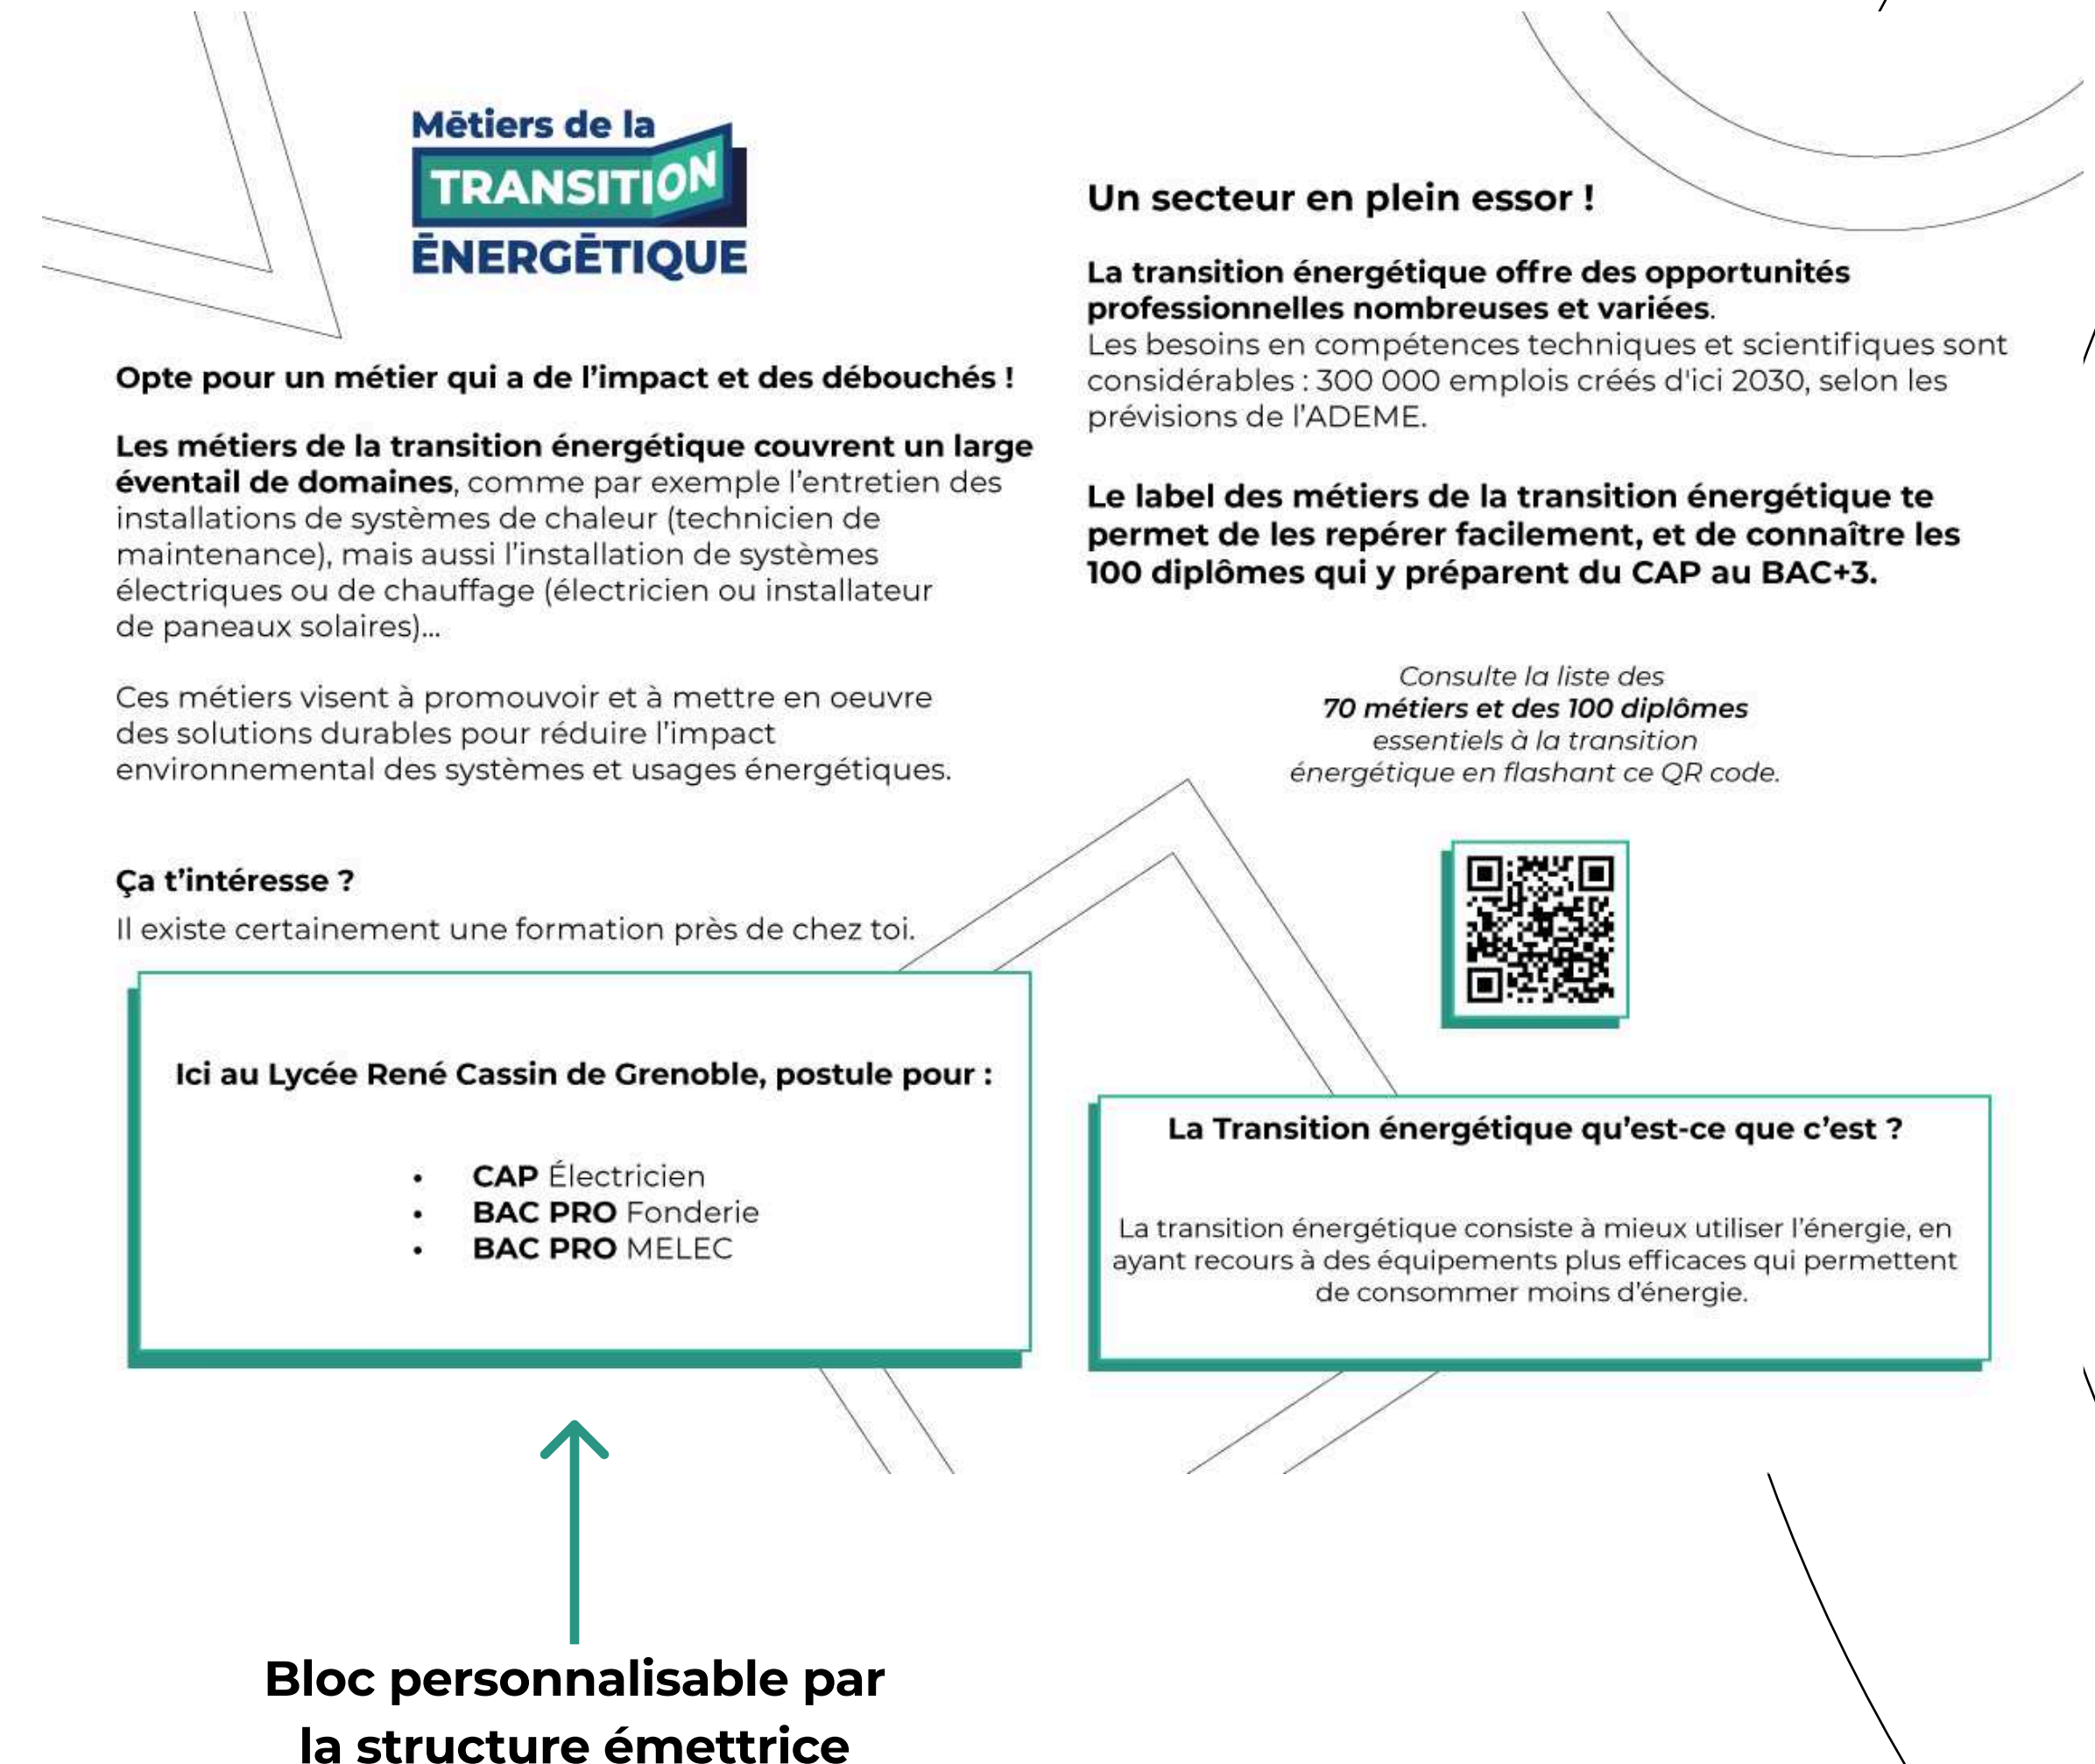 Mētiers de la
TRANSITION
ĒNERGĒTIQUE
Opte pour un métier qui a de l'impact et des débouchés !
Les métiers de la transition énergétique couvrent un large
éventail de domaines, comme par exemple l'entretien des
installations de systèmes de chaleur (technicien de
maintenance), mais aussi l'installation de systèmes
électriques ou de chauffage (électricien ou installateur
de paneaux solaires)...
Ces métiers visent à promouvoir et à mettre en oeuvre
des solutions durables pour réduire l'impact
environnemental des systèmes et usages énergétiques.
Ça t'intéresse ?
Il existe certainement une formation près de chez toi.
Ici au Lycée René Cassin de Grenoble, postule pour :
• CAP Électricien
• BAC PRO Fonderie
• BAC PRO MELEC
Bloc personnalisable par
la structure émettrice
Un secteur en plein essor !
La transition énergétique offre des opportunités
professionnelles nombreuses et variées.
Les besoins en compétences techniques et scientifiques sont
considérables : 300 000 emplois créés d'ici 2030, selon les
prévisions de l'ADEME.
Le label des métiers de la transition énergétique te
permet de les repérer facilement, et de connaître les
100 diplômes qui y préparent du CAP au BAC+3.
Consulte la liste des
70 métiers et des 100 diplômes
essentiels à la transition
énergétique en flashant ce QR code.
La Transition énergétique qu'est-ce que c'est ?
La transition énergétique consiste à mieux utiliser l'énergie, en
ayant recours à des équipements plus efficaces qui permettent
de consommer moins d'énergie.